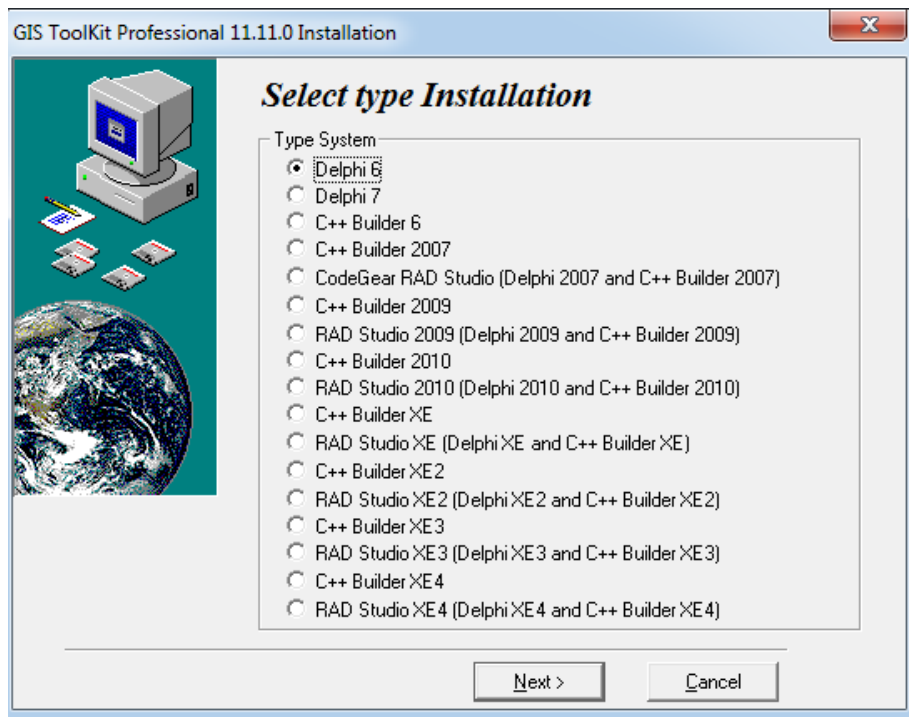 GIS ToolKit Professional 11.11.0 Installation
Select type Installation
Type System
Delphi 6
Delphi 7
C++ Builder 6
C++ Builder 2007
CodeGear RAD Studio (Delphi 2007 and C++ Builder 2007)
C++ Builder 2009
RAD Studio 2009 (Delphi 2009 and C++ Builder 2009)
C++ Builder 2010
RAD Studio 2010 (Delphi 2010 and C++ Builder 2010)
C++ Builder XE
RAD Studio XE (Delphi XE and C++ Builder XE)
C++ Builder XE2
RAD Studio XE2 (Delphi XE2 and C++ Builder XE2)
C++ Builder XE3
RAD Studio XE3 (Delphi XE3 and C++ Builder XE3)
C++ Builder XE4
RAD Studio XE4 (Delphi XE4 and C++ Builder XE4)
Next > Cancel